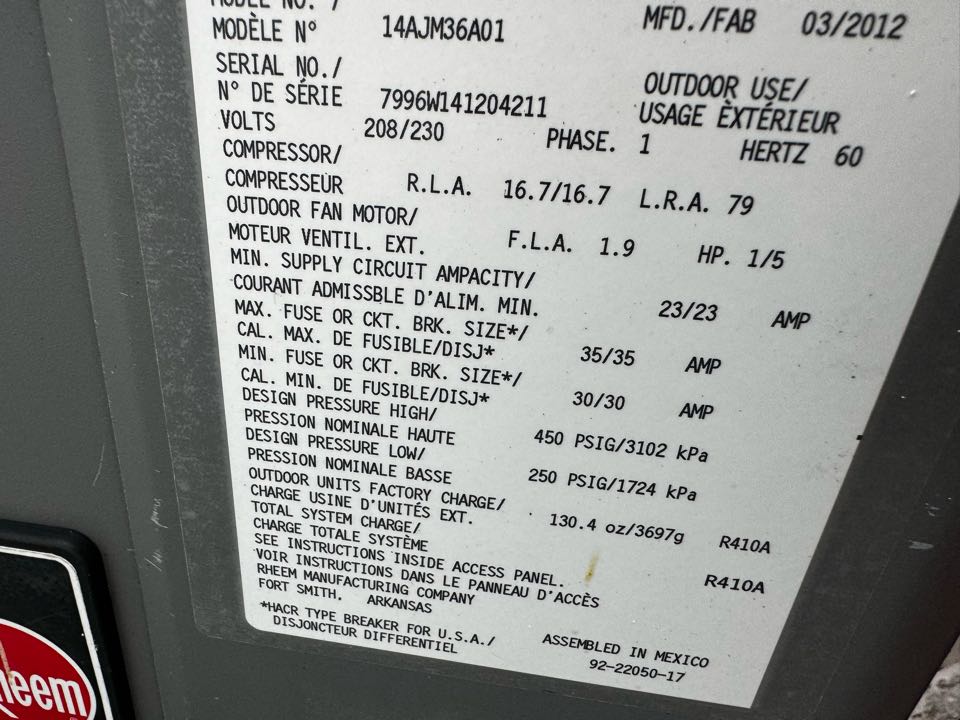 MODEL NO. /
MODÈLE N° 14AJM36A01 MFD./FAB 03/2012
SERIAL NO./ OUTDOOR USE/
N° DE SÉRIE 7996W141204211 USAGE ÈXTÉRIEUR
VOLTS 208/230 PHASE. 1 HERTZ 60
COMPRESSOR/
COMPRESSEUR R.L.A. 16.7/16.7 L.R.A. 79
OUTDOOR FAN MOTOR/
MOTEUR VENTIL. EXT. F.L.A. 1.9 HP. 1/5
MIN. SUPPLY CIRCUIT AMPACITY/
COURANT ADMISSBLE D'ALIM. MIN. 23/23 AMP
MAX. FUSE OR CKT. BRK. SIZE*/
CAL. MAX. DE FUSIBLE/DISJ* 35/35 AMP
MIN. FUSE OR CKT. BRK. SIZE*/
CAL. MIN. DE FUSIBLE/DISJ* 30/30 AMP
DESIGN PRESSURE HIGH/
PRESSION NOMINALE HAUTE 450 PSIG/3102 kPa
DESIGN PRESSURE LOW/
PRESSION NOMINALE BASSE 250 PSIG/1724 kPa
OUTDOOR UNITS FACTORY CHARGE/
CHARGE USINE D'UNITÉS EXT. 130.4 oz/3697g R410A
TOTAL SYSTEM CHARGE/
CHARGE TOTALE SYSTÈME R410A
SEE INSTRUCTIONS INSIDE ACCESS PANEL.
VOIR INSTRUCTIONS DANS LE PANNEAU D'ACCÈS
RHEEM MANUFACTURING COMPANY
FORT SMITH, ARKANSAS
*HACR TYPE BREAKER FOR U.S.A./ ASSEMBLED IN MEXICO
DISJONCTEUR DIFFERENTIEL 92-22050-17
heem